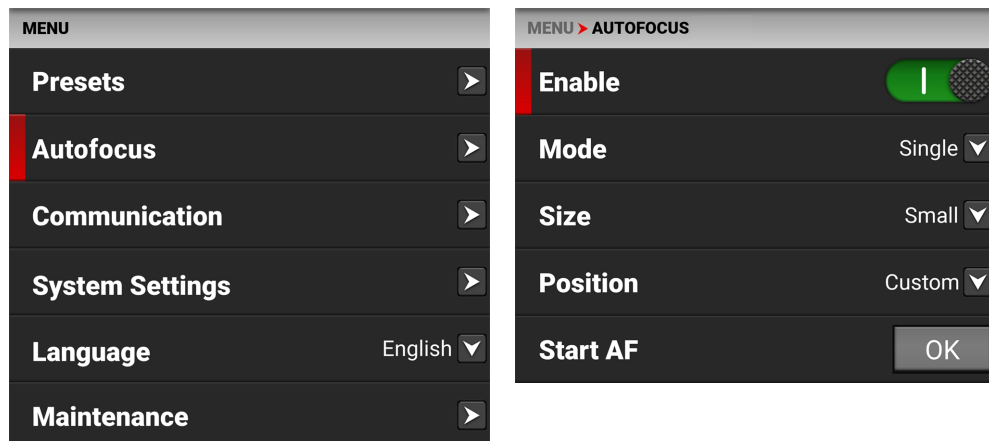 MENU
Presets
Autofocus
Communication
System Settings
Language English
Maintenance
MENU > AUTOFOCUS
Enable
Mode Single
Size Small
Position Custom
Start AF OK